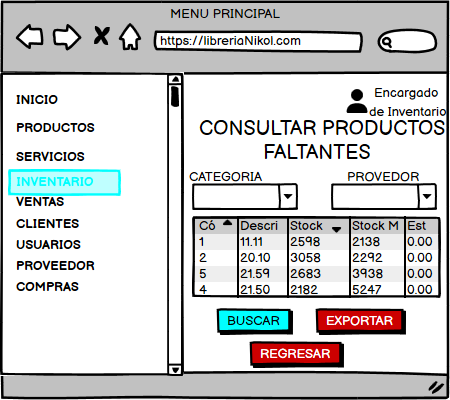 MENU PRINCIPAL
https://libreriaNikol.com
INICIO
PRODUCTOS
SERVICIOS
INVENTARIO
VENTAS
CLIENTES
USUARIOS
PROVEEDOR
COMPRAS
Encargado
de Inventario
CONSULTAR PRODUCTOS
FALTANTES
CATEGORIA PROVEDOR
Có Descri Stock Stock M Est
1 11.11 2598 2138 0.00
2 20.10 3058 2292 0.00
5 21.59 2683 3938 0.00
4 21.50 2182 5247 0.00
BUSCAR EXPORTAR
REGRESAR